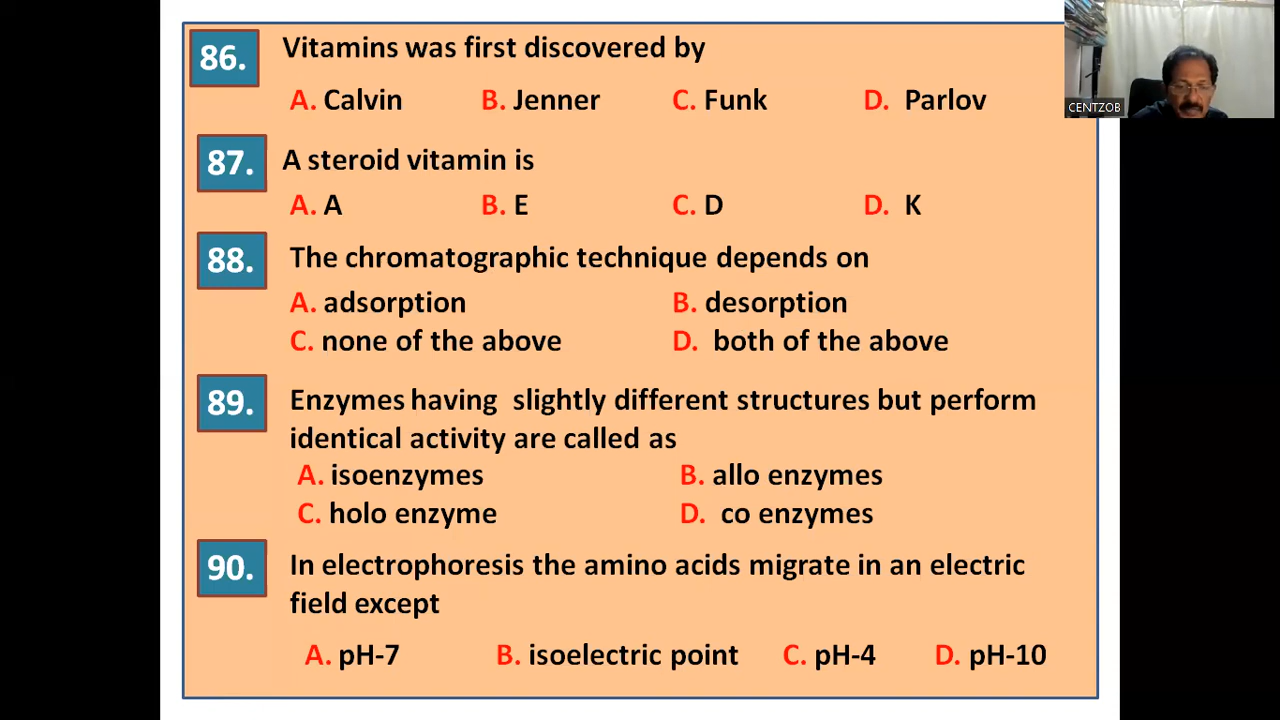 86. Vitamins was first discovered by
A. Calvin B. Jenner C. Funk D. Parlov
CENTZOB
87. A steroid vitamin is
A. A B. E C. D D. K
88. The chromatographic technique depends on
A. adsorption B. desorption
C. none of the above D. both of the above
89. Enzymes having slightly different structures but perform
identical activity are called as
A. isoenzymes B. allo enzymes
C. holo enzyme D. co enzymes
90. In electrophoresis the amino acids migrate in an electric
field except
A. pH-7 B. isoelectric point C. pH-4 D. pH-10